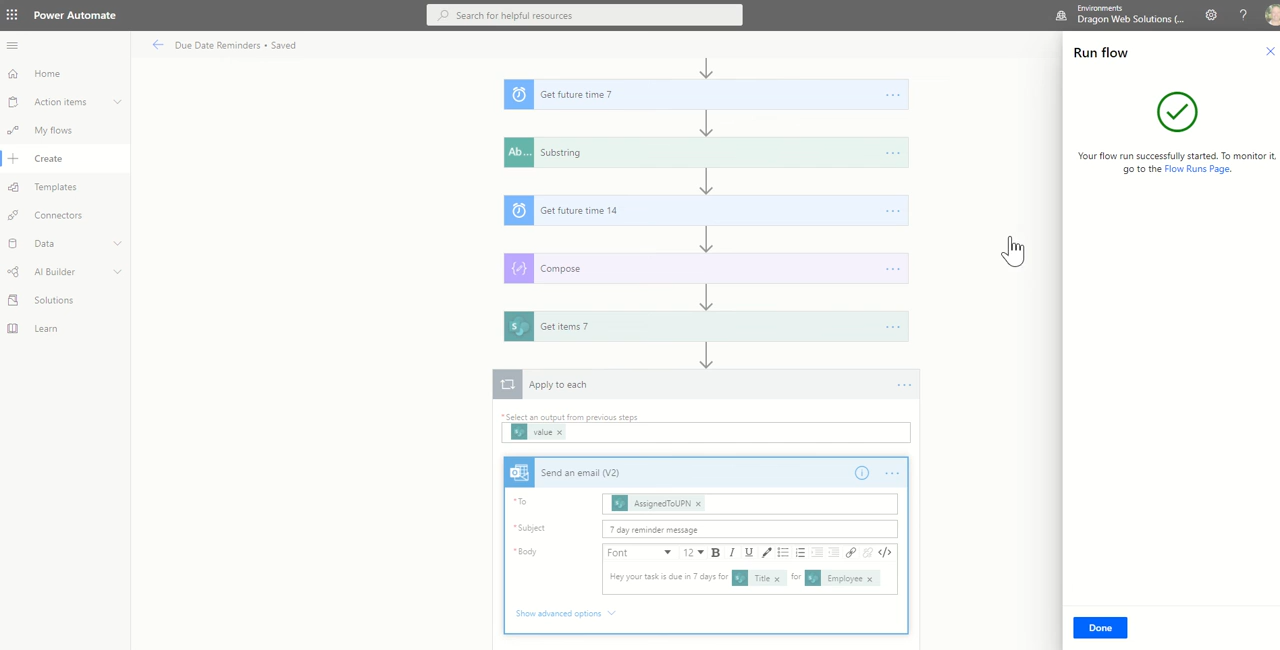 Power Automate
Search for helpful resources
Environments
Dragon Web Solutions (...
?
Due Date Reminders • Saved
Home
Action items
My flows
Create
Templates
Connectors
Data
AI Builder
Solutions
Learn
Get future time 7
...
Ab... Substring
...
Get future time 14
...
Compose
...
S Get items 7
...
Apply to each
...
*Select an output from previous steps
value ×
Send an email (V2)
...
*To
AssignedToUPN ×
*Subject
7 day reminder message
*Body
Font 12 B I U </>
Hey your task is due in 7 days for Title × for Employee ×
Show advanced options
Run flow
Your flow run successfully started. To monitor it,
go to the Flow Runs Page.
Done